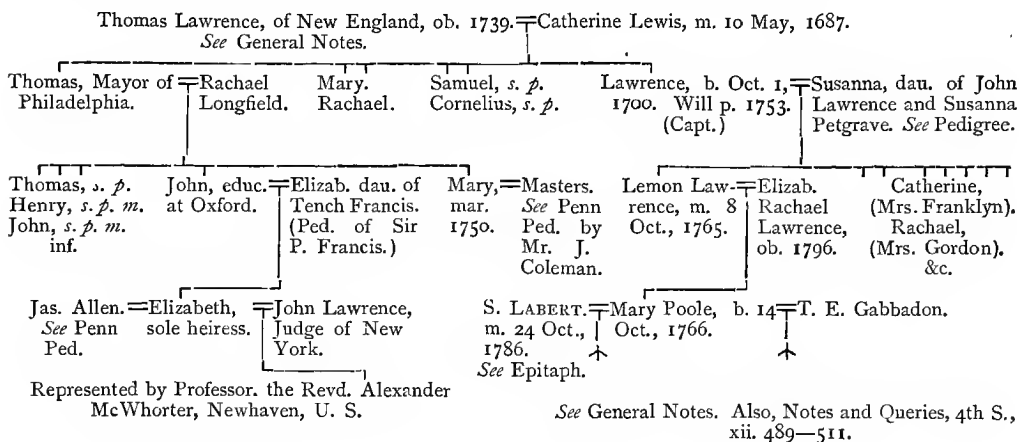 Thomas Lawrence, of New England, ob. 1739. Catherine Lewis, m. 10 May, 1687.
See General Notes.
Thomas, Mayor of
Philadelphia.
Rachael
Longfield.
Mary.
Rachael.
Samuel, s. p.
Cornelius, s. p.
Lawrence, b. Oct. 1,
1700. Will p. 1753.
(Capt.)
Susanna, dau. of John
Lawrence and Susanna
Petgrave. See Pedigree.
Thomas, s. p.
Henry, s. p. m.
John, s. p. m.
inf.
John, educ.
at Oxford.
Elizab. dau. of
Tench Francis.
(Ped. of Sir
P. Francis.)
Mary,
mar.
1750.
Masters.
See Penn
Ped. by
Mr. J.
Coleman.
Lemon Law-
rence, m. 8
Oct., 1765.
Elizab.
Rachael
Lawrence,
ob. 1796.
Catherine,
(Mrs. Franklyn).
Rachael,
(Mrs. Gordon).
&c.
Jas. Allen.
See Penn
Ped.
Elizabeth,
sole heiress.
John Lawrence,
Judge of New
York.
S. LABERT.
m. 24 Oct.,
1786.
See Epitaph.
Mary Poole, b. 14
Oct., 1766.
T. E. Gabbadon.
Represented by Professor. the Revd. Alexander
McWhorter, Newhaven, U. S.
See General Notes. Also, Notes and Queries, 4th S.,
xii. 489—511.